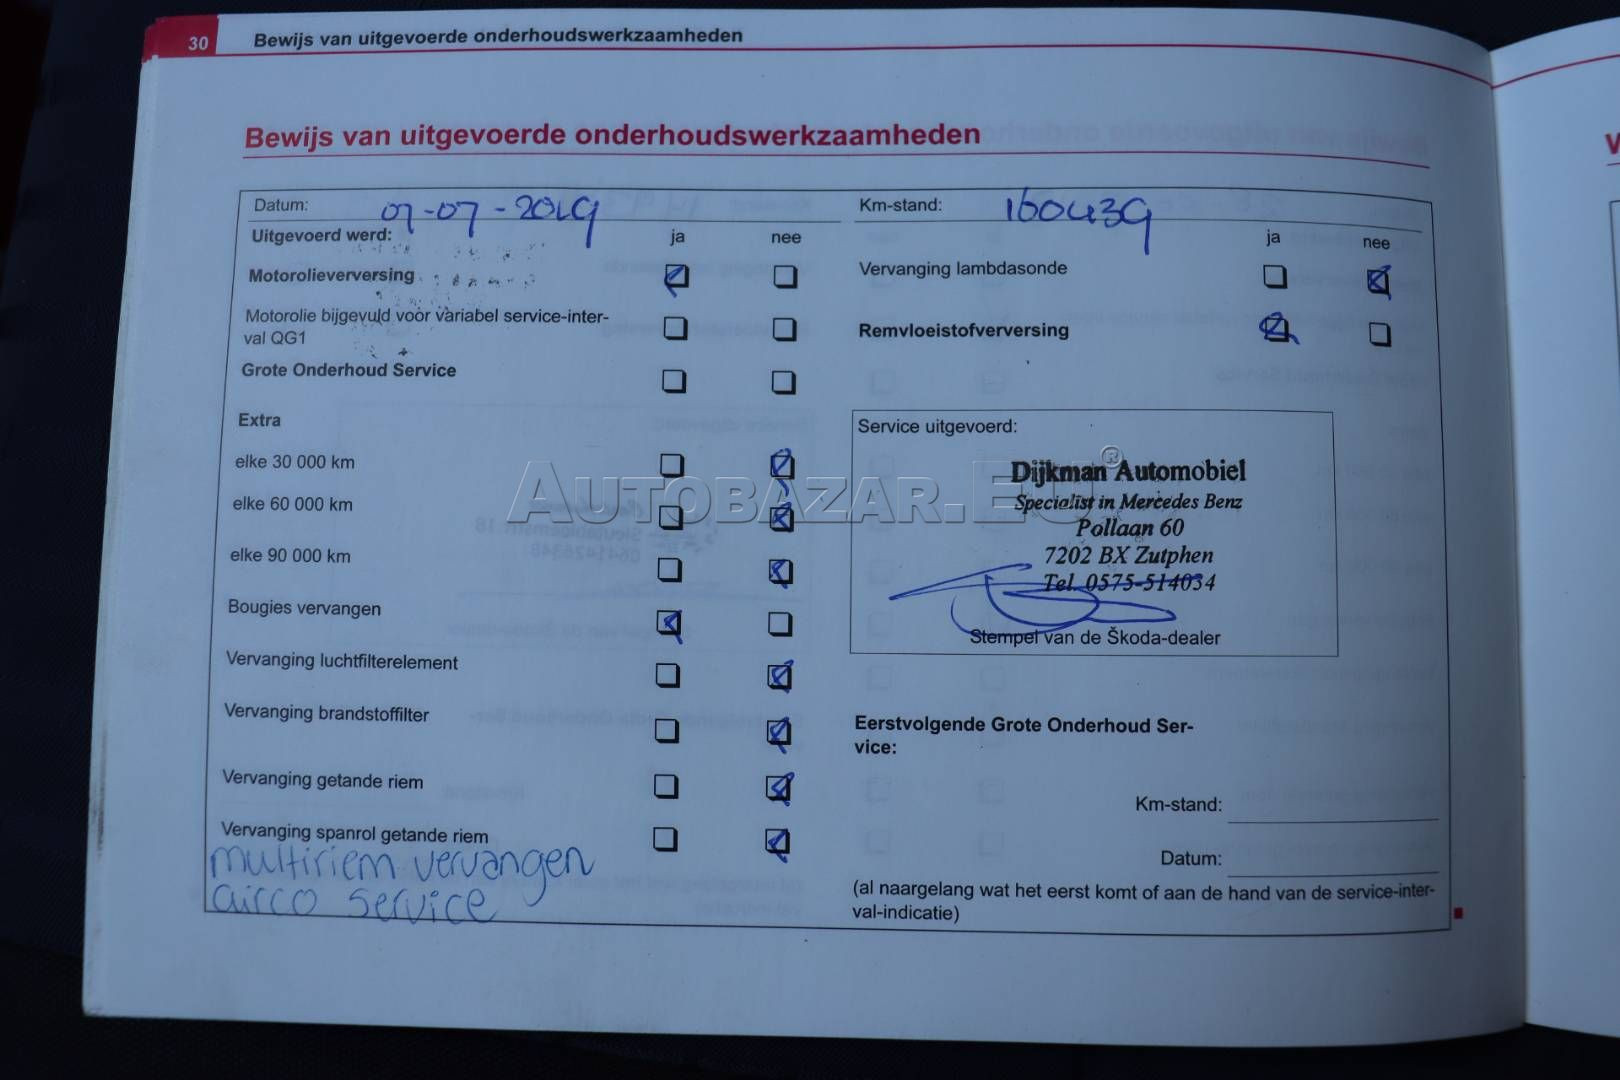 30 Bewijs van uitgevoerde onderhoudswerkzaamheden
Bewijs van uitgevoerde onderhoudswerkzaamheden
Datum: 07-07-2019
Uitgevoerd werd: ja nee
Motorolieverversing
Motorolie bijgevuld voor variabel service-inter-
val QG1
Grote Onderhoud Service
Extra
elke 30 000 km
elke 60 000 km
elke 90 000 km
Bougies vervangen
Vervanging luchtfilterelement
Vervanging brandstoffilter
Vervanging getande riem
Vervanging spanrol getande riem
multiriem vervangen
airco service
Km-stand: 160439
ja nee
Vervanging lambdasonde
Remvloeistofverversing
Service uitgevoerd:
Dijkman Automobiel
Specialist in Mercedes Benz
Pollaan 60
7202 BX Zutphen
Tel. 0575-514034
Stempel van de Škoda-dealer
Eerstvolgende Grote Onderhoud Ser-
vice:
Km-stand:
Datum:
(al naargelang wat het eerst komt of aan de hand van de service-inter-
val-indicatie)
AUTOBAZAR.EU®